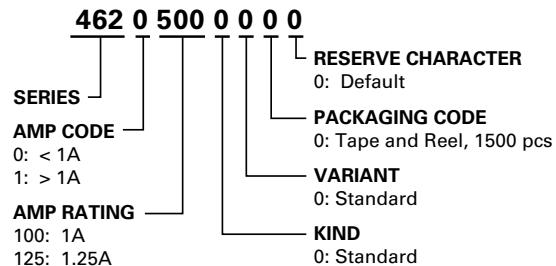 462 0 500 0 0 0 0
RESERVE CHARACTER
0: Default
SERIES
PACKAGING CODE
0: Tape and Reel, 1500 pcs
AMP CODE
0: < 1A
1: > 1A
VARIANT
0: Standard
AMP RATING
100: 1A
125: 1.25A
KIND
0: Standard